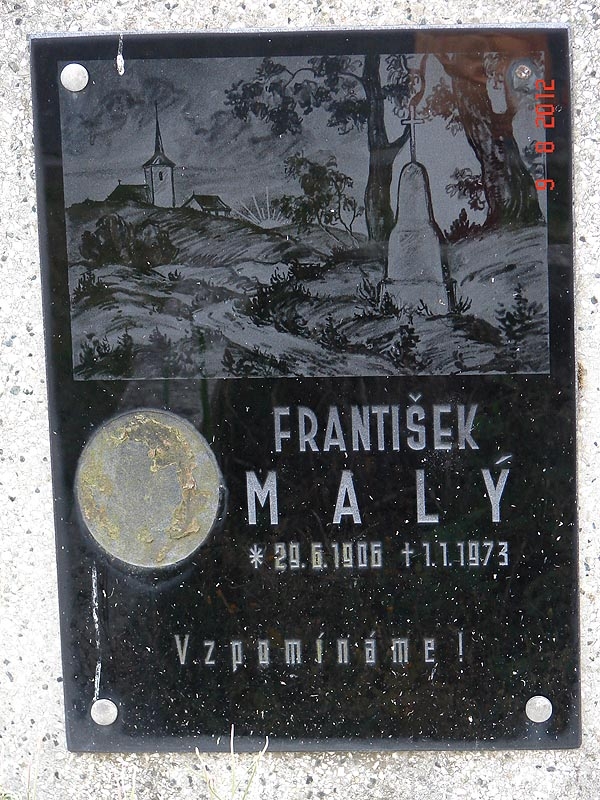 9 8 2012
FRANTIŠEK
MALÝ
* 29.6.1906 † 1.1.1973
Vzpomínáme!